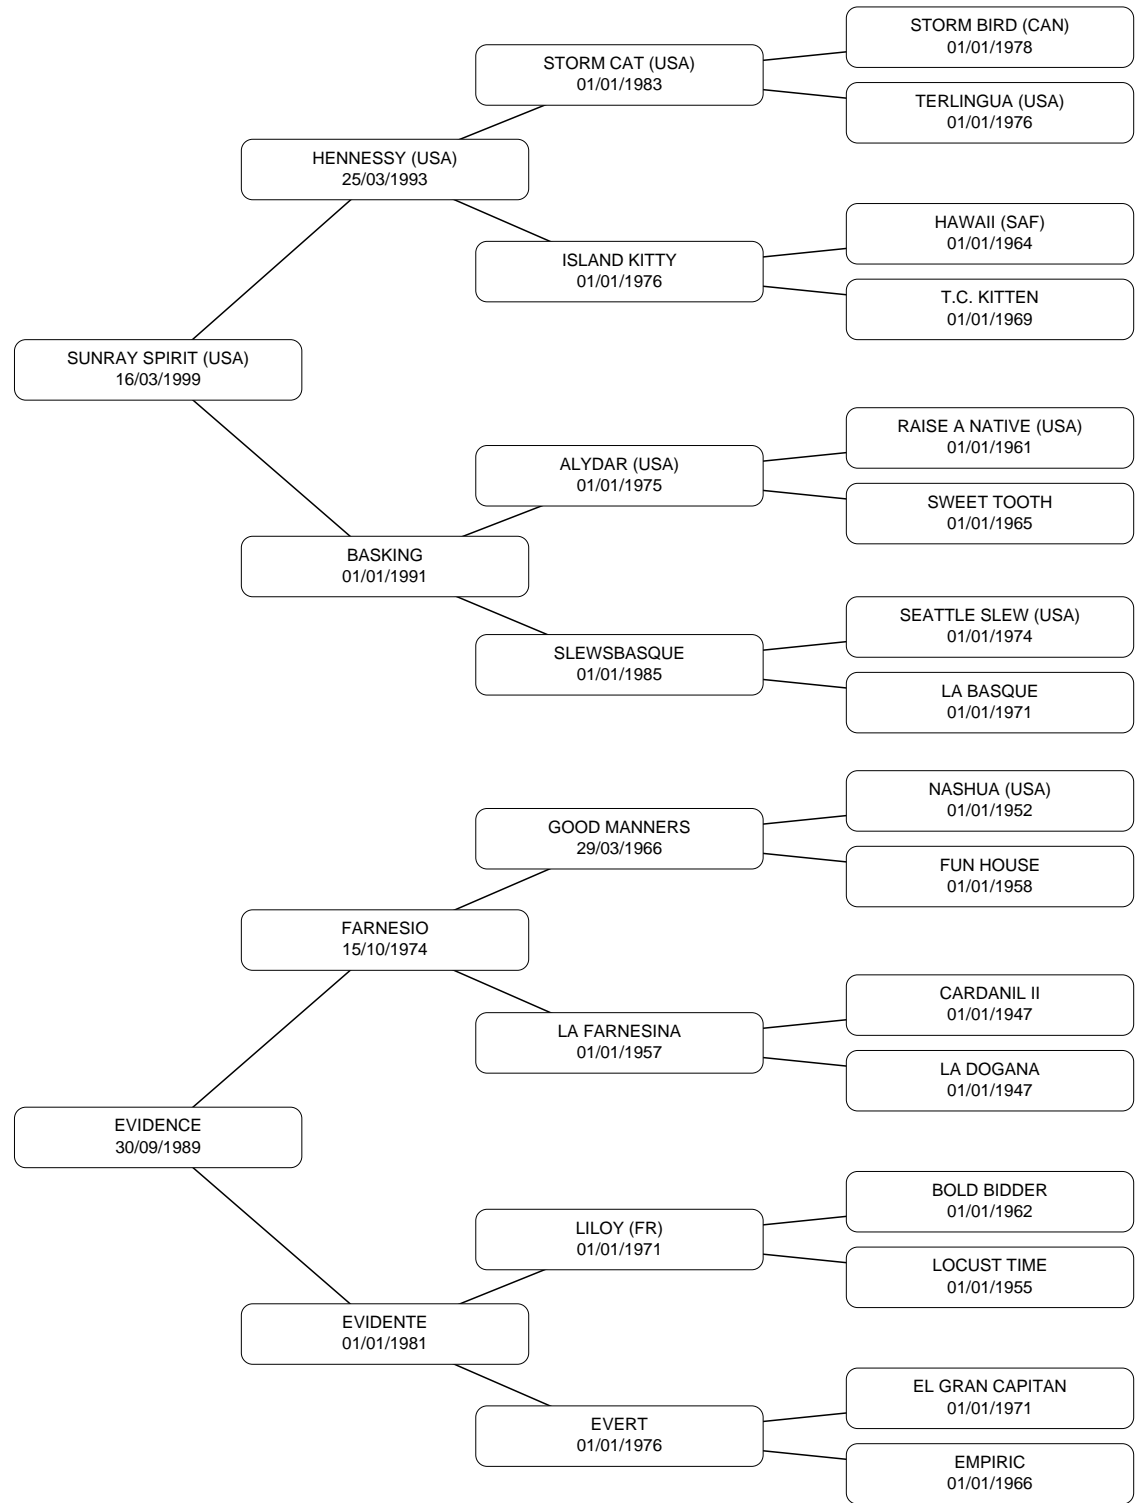 STORM BIRD (CAN)
01/01/1978
STORM CAT (USA)
01/01/1983
TERLINGUA (USA)
01/01/1976
HENNESSY (USA)
25/03/1993
HAWAII (SAF)
01/01/1964
ISLAND KITTY
01/01/1976
T.C. KITTEN
01/01/1969
SUNRAY SPIRIT (USA)
16/03/1999
RAISE A NATIVE (USA)
01/01/1961
ALYDAR (USA)
01/01/1975
SWEET TOOTH
01/01/1965
BASKING
01/01/1991
SEATTLE SLEW (USA)
01/01/1974
SLEWSBASQUE
01/01/1985
LA BASQUE
01/01/1971
NASHUA (USA)
01/01/1952
GOOD MANNERS
29/03/1966
FUN HOUSE
01/01/1958
FARNESIO
15/10/1974
CARDANIL II
01/01/1947
LA FARNESINA
01/01/1957
LA DOGANA
01/01/1947
EVIDENCE
30/09/1989
BOLD BIDDER
01/01/1962
LILOY (FR)
01/01/1971
LOCUST TIME
01/01/1955
EVIDENTE
01/01/1981
EL GRAN CAPITAN
01/01/1971
EVERT
01/01/1976
EMPIRIC
01/01/1966